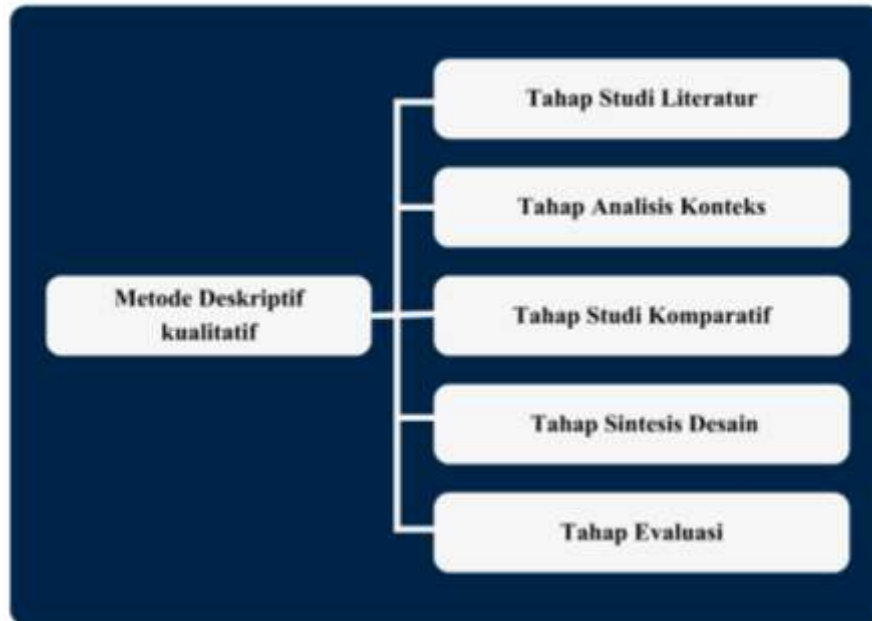 Tahap Studi Literatur
Tahap Analisis Konteks
Metode Deskriptif
kualitatif
Tahap Studi Komparatif
Tahap Sintesis Desain
Tahap Evaluasi